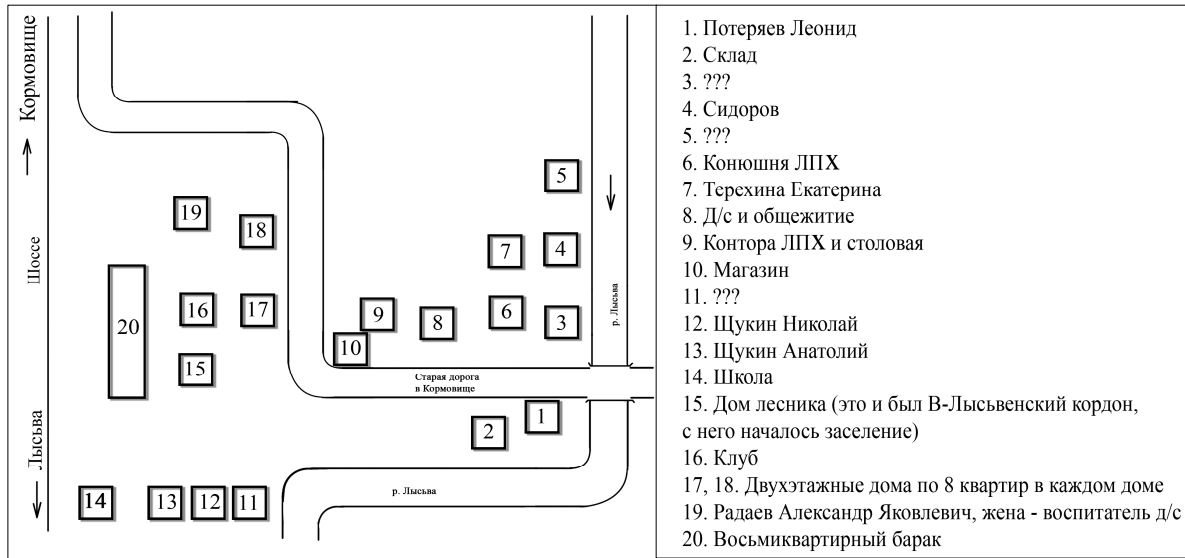 Кормовище
Шоссе
Лысьва
19
18
20
16
17
15
14
13
12
11
5
7
4
9
8
6
3
10
р. Лысьва
Старая дорога
в Кормовище
1
2
р. Лысьва
1. Потеряев Леонид
2. Склад
3. ???
4. Сидоров
5. ???
6. Конюшня ЛПХ
7. Терехина Екатерина
8. Д/с и общежитие
9. Контора ЛПХ и столовая
10. Магазин
11. ???
12. Щукин Николай
13. Щукин Анатолий
14. Школа
15. Дом лесника (это и был В-Лысьвенский кордон,
с него началось заселение)
16. Клуб
17, 18. Двухэтажные дома по 8 квартир в каждом доме
19. Радаев Александр Яковлевич, жена - воспитатель д/с
20. Восьмиквартирный барак